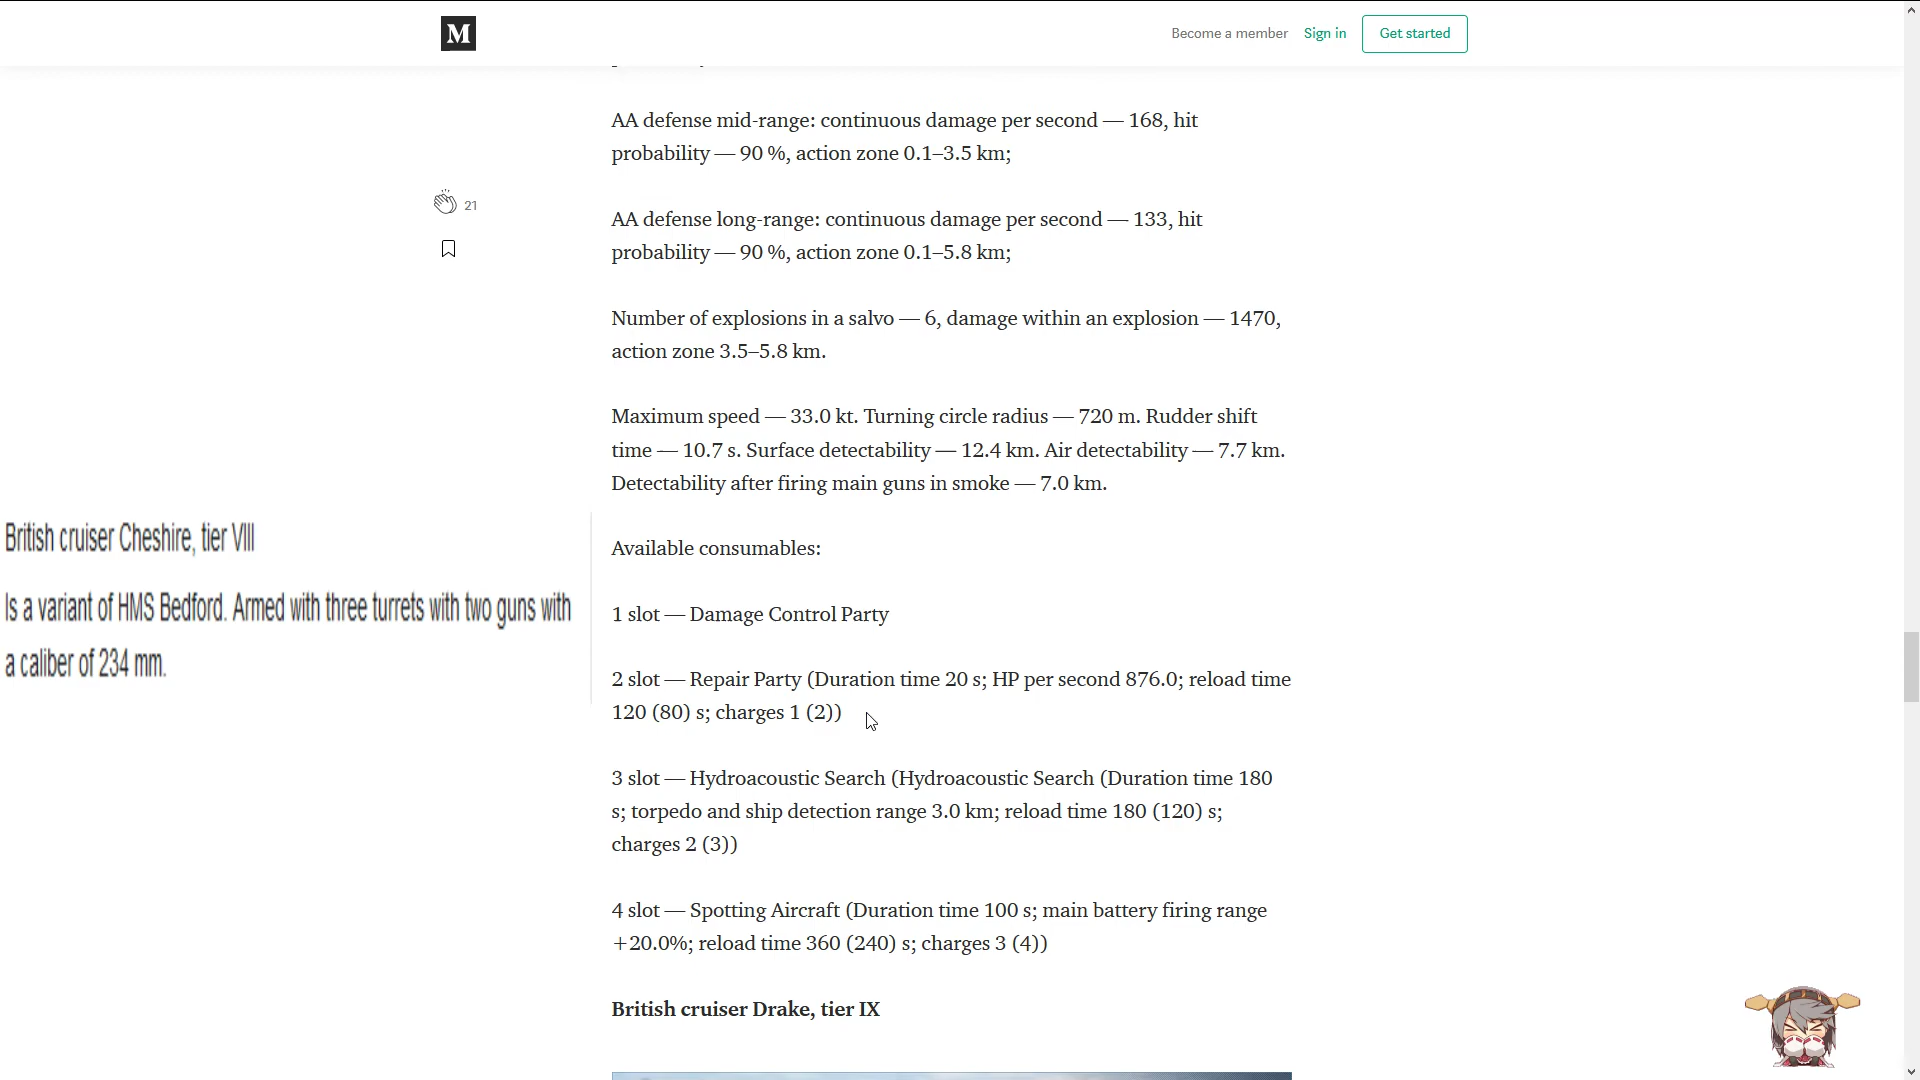 M
Become a member
Sign in
Get started
AA defense mid-range: continuous damage per second — 168, hit
probability — 90 %, action zone 0.1–3.5 km;
21
AA defense long-range: continuous damage per second — 133, hit
probability — 90 %, action zone 0.1–5.8 km;
Number of explosions in a salvo — 6, damage within an explosion — 1470,
action zone 3.5–5.8 km.
Maximum speed — 33.0 kt. Turning circle radius — 720 m. Rudder shift
time — 10.7 s. Surface detectability — 12.4 km. Air detectability — 7.7 km.
Detectability after firing main guns in smoke — 7.0 km.
British cruiser Cheshire, tier VIII
Is a variant of HMS Bedford. Armed with three turrets with two guns with
a caliber of 234 mm.
Available consumables:
1 slot — Damage Control Party
2 slot — Repair Party (Duration time 20 s; HP per second 876.0; reload time
120 (80) s; charges 1 (2))
3 slot — Hydroacoustic Search (Hydroacoustic Search (Duration time 180
s; torpedo and ship detection range 3.0 km; reload time 180 (120) s;
charges 2 (3))
4 slot — Spotting Aircraft (Duration time 100 s; main battery firing range
+20.0%; reload time 360 (240) s; charges 3 (4))
British cruiser Drake, tier IX